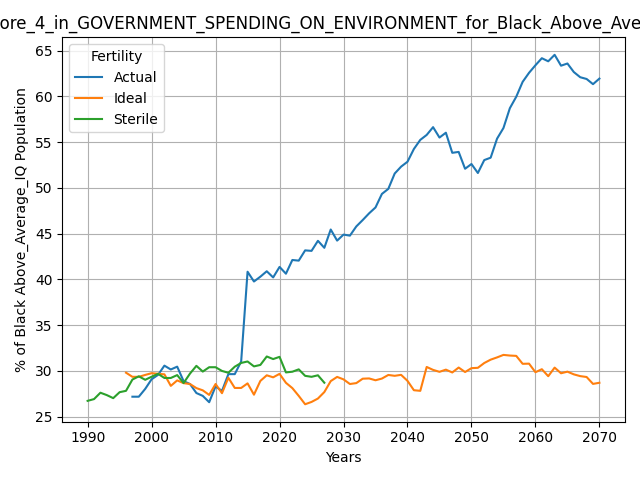 ore_4_in_GOVERNMENT_SPENDING_ON_ENVIRONMENT_for_Black_Above_Ave
Fertility
Actual
Ideal
Sterile
% of Black Above_Average_IQ Population
65
60
55
50
45
40
35
30
25
1990 2000 2010 2020 2030 2040 2050 2060 2070
Years